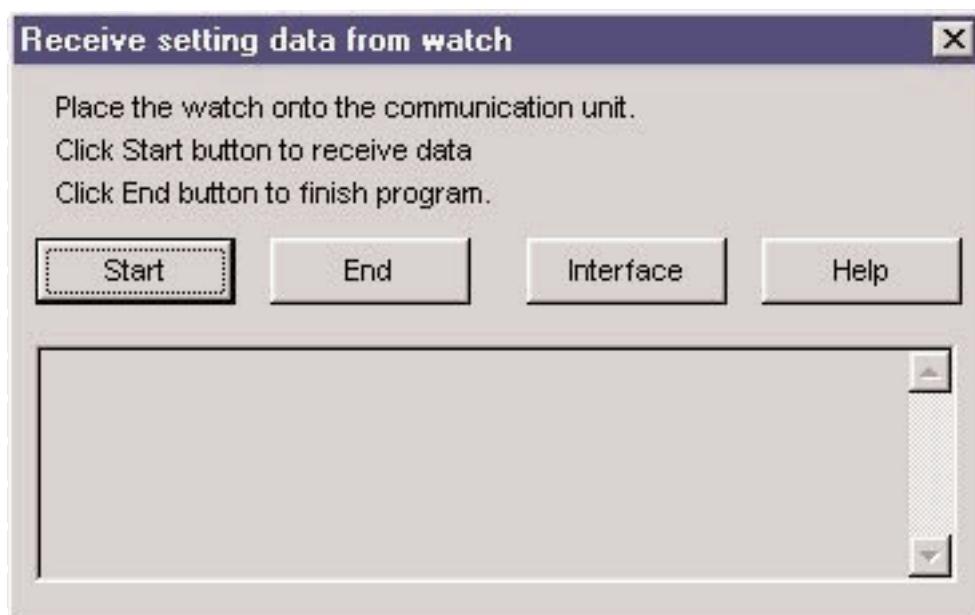 Receive setting data from watch
Place the watch onto the communication unit.
Click Start button to receive data
Click End button to finish program.
Start End Interface Help